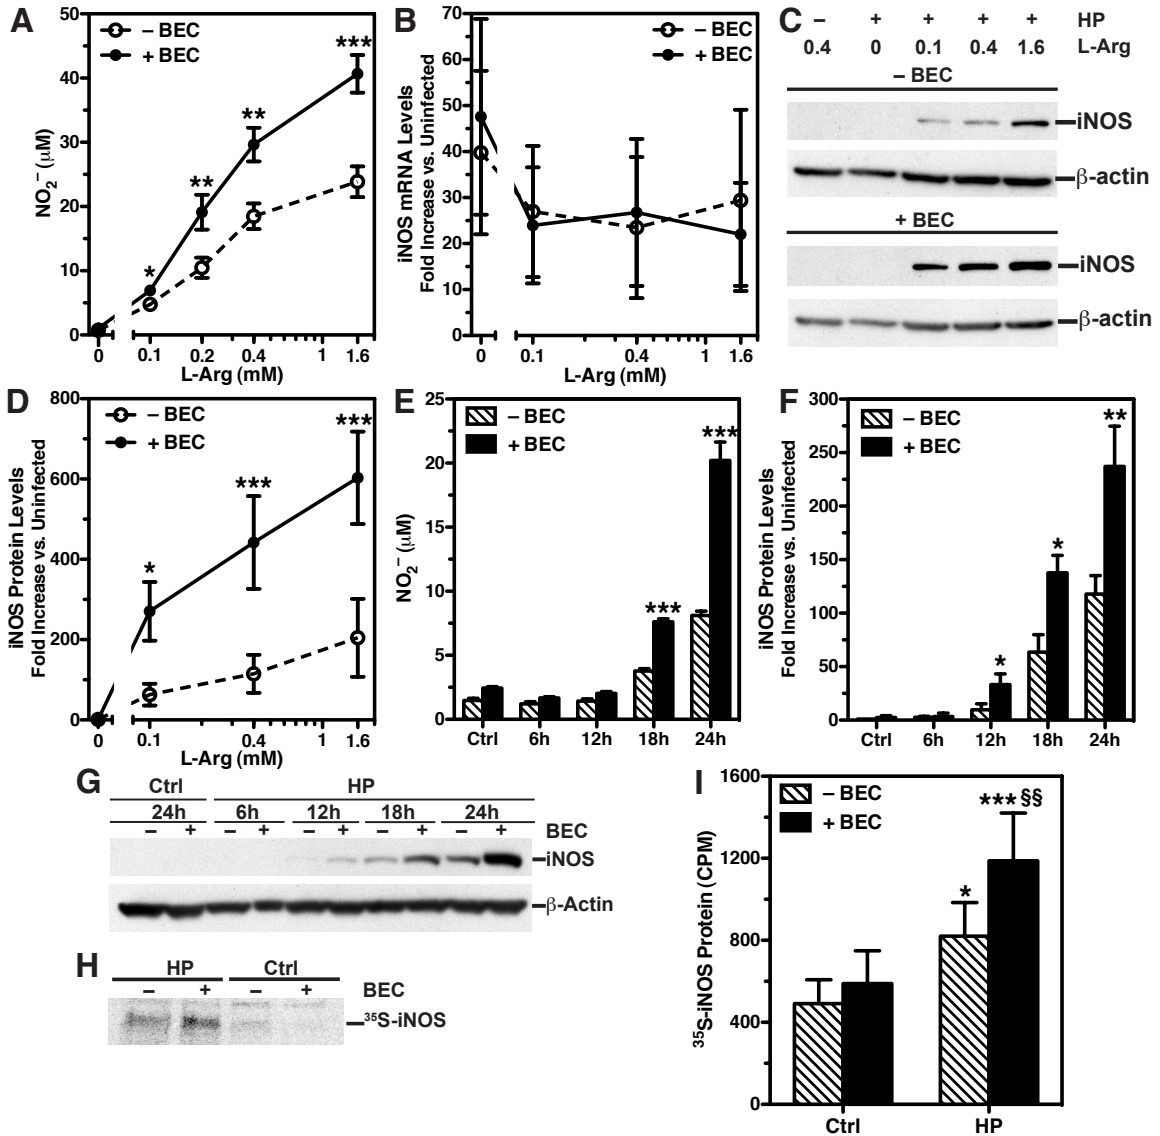 A
NO₂⁻ (μM)
50
40
30
20
10
0
– BEC
+ BEC
*
**
**
***
0 0.1 0.2 0.4 1 1.6
L-Arg (mM)
B
iNOS mRNA Levels
Fold Increase vs. Uninfected
70
60
50
40
30
20
10
0
– BEC
+ BEC
0 0.1 0.4 1 1.6
L-Arg (mM)
C
– + + + + HP
0.4 0 0.1 0.4 1.6 L-Arg
– BEC
iNOS
β-actin
+ BEC
iNOS
β-actin
D
iNOS Protein Levels
Fold Increase vs. Uninfected
800
600
400
200
0
– BEC
+ BEC
*
***
***
0 0.1 0.4 1 1.6
L-Arg (mM)
E
NO₂⁻ (μM)
25
20
15
10
5
0
– BEC
+ BEC
***
***
Ctrl 6h 12h 18h 24h
F
iNOS Protein Levels
Fold Increase vs. Uninfected
300
250
200
150
100
50
0
– BEC
+ BEC
*
*
**
Ctrl 6h 12h 18h 24h
G
Ctrl HP
24h 6h 12h 18h 24h
– + – + – + – + – + BEC
iNOS
β-Actin
H
HP Ctrl
– + – + BEC
³⁵S-iNOS
I
³⁵S-iNOS Protein (CPM)
1600
1200
800
400
0
– BEC
+ BEC
*
*** §§
Ctrl HP